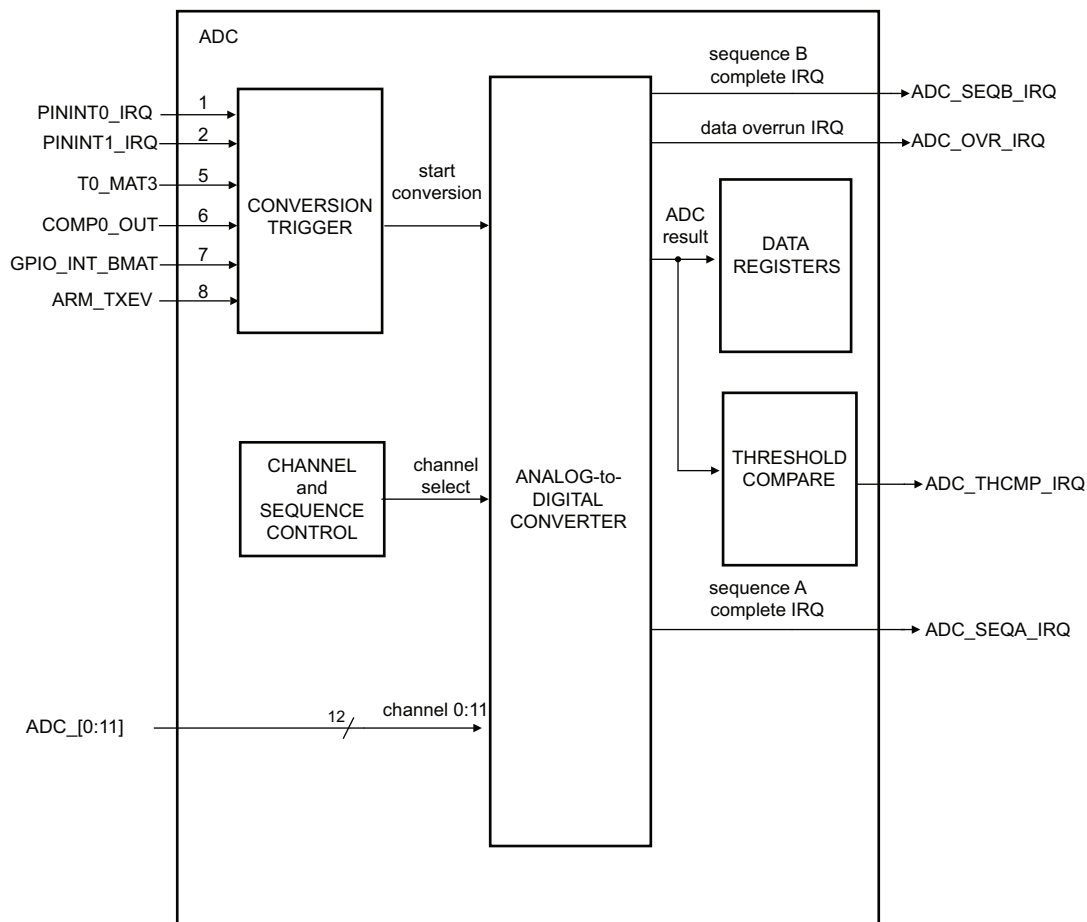 ADC
sequence B
complete IRQ
ADC_SEQB_IRQ
PININT0_IRQ
1
PININT1_IRQ
2
data overrun IRQ
ADC_OVR_IRQ
T0_MAT3
5
COMP0_OUT
6
GPIO_INT_BMAT
7
ARM_TXEV
8
CONVERSION
TRIGGER
start
conversion
ADC
result
DATA
REGISTERS
CHANNEL
and
SEQUENCE
CONTROL
channel
select
ANALOG-to-
DIGITAL
CONVERTER
THRESHOLD
COMPARE
ADC_THCMP_IRQ
sequence A
complete IRQ
ADC_SEQA_IRQ
ADC_[0:11]
12
channel 0:11